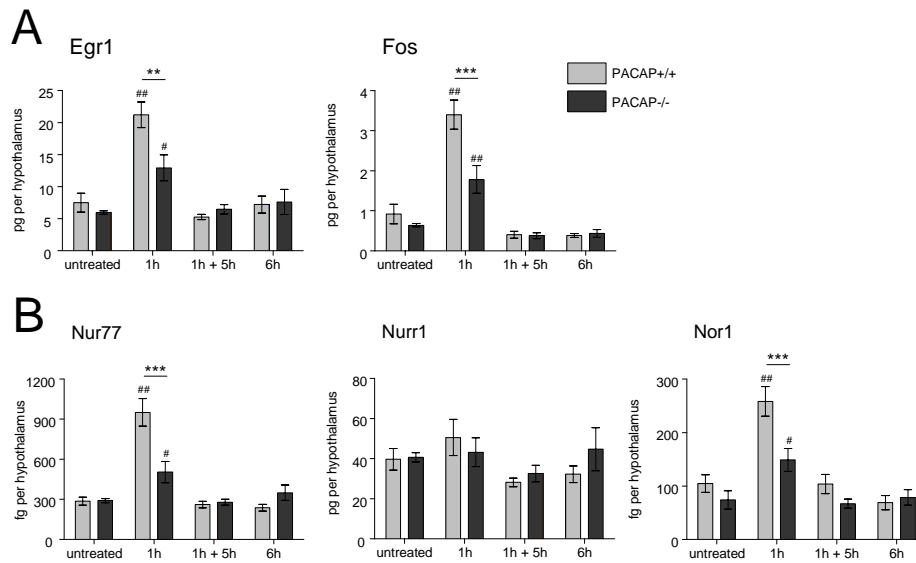 A
Egr1
Fos
PACAP+/+
PACAP-/-
pg per hypothalamus
25
20
15
10
5
0
##
**
#
untreated
1h
1h + 5h
6h
pg per hypothalamus
4
3
2
1
0
##
***
##
untreated
1h
1h + 5h
6h
B
Nur77
Nurr1
Nor1
fg per hypothalamus
1200
900
600
300
0
##
***
#
untreated
1h
1h + 5h
6h
pg per hypothalamus
80
60
40
20
0
untreated
1h
1h + 5h
6h
fg per hypothalamus
300
200
100
0
##
***
#
untreated
1h
1h + 5h
6h